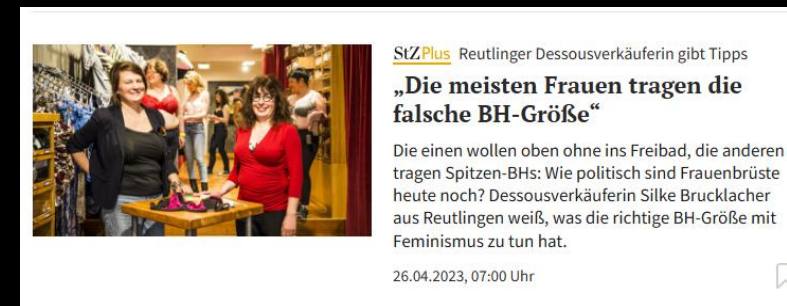 StZPlus Reutlinger Dessousverkäuferin gibt Tipps
„Die meisten Frauen tragen die
falsche BH-Größe“
Die einen wollen oben ohne ins Freibad, die anderen
tragen Spitzen-BHs: Wie politisch sind Frauenbrüste
heute noch? Dessousverkäuferin Silke Brucklacher
aus Reutlingen weiß, was die richtige BH-Größe mit
Feminismus zu tun hat.
26.04.2023, 07:00 Uhr